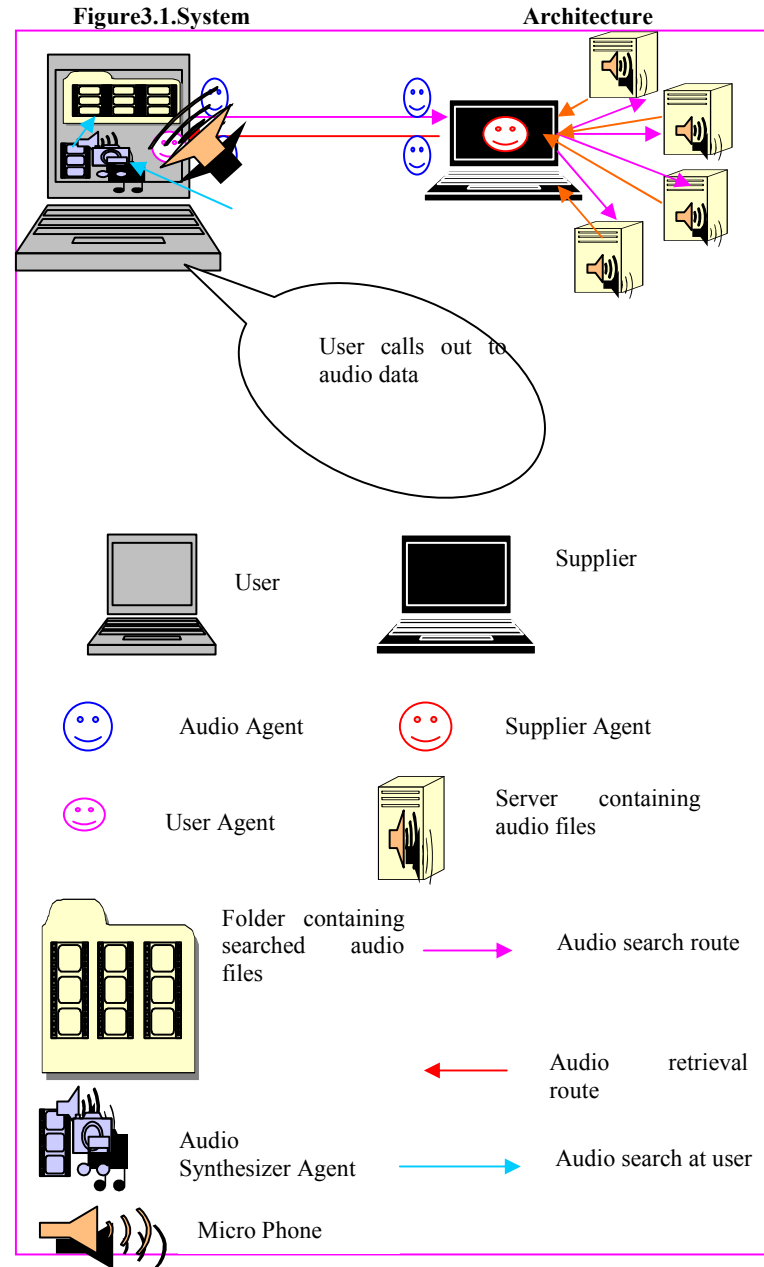 Figure3.1.System Architecture
User calls out to
audio data
User
Supplier
Audio Agent
Supplier Agent
User Agent
Server containing
audio files
Folder containing
searched audio
files
Audio search route
Audio retrieval
route
Audio
Synthesizer Agent
Audio search at user
Micro Phone